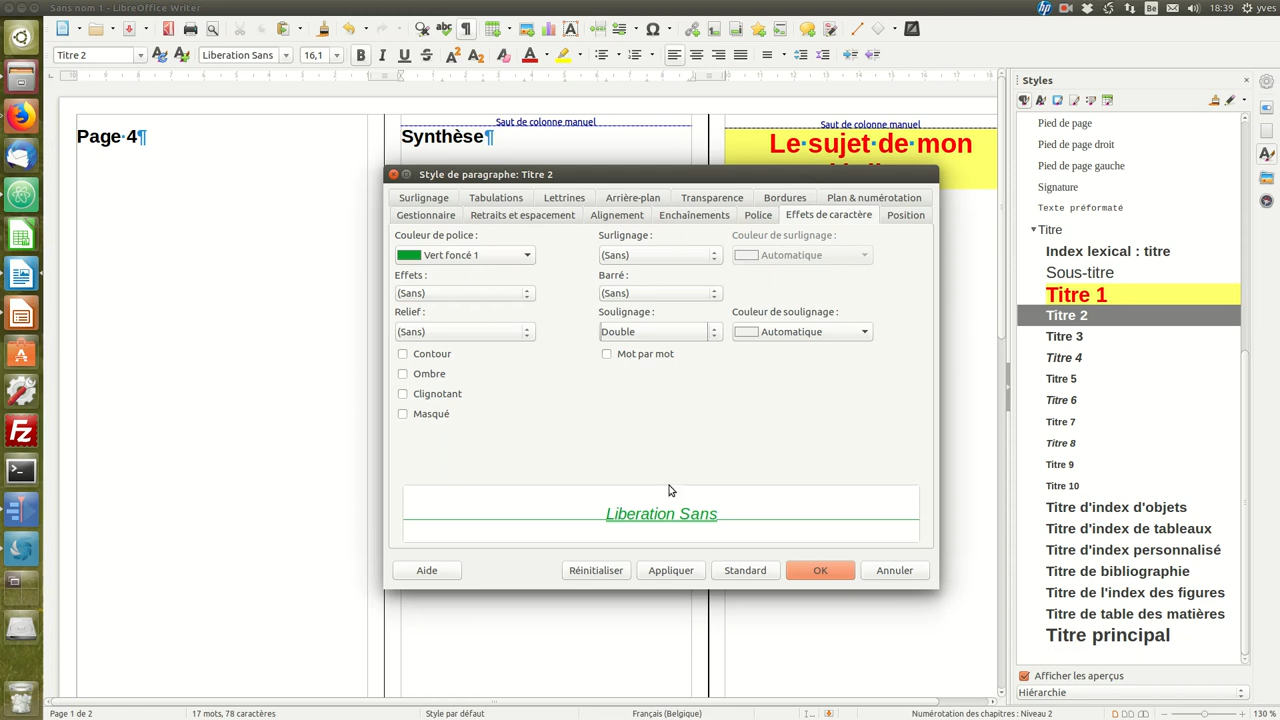 Sans nom 1 - LibreOffice Writer
Be
18:39
yves
Titre 2
Liberation Sans
16,1
Saut de colonne manuel
Saut de colonne manuel
Page·4¶
Synthèse¶
Le·sujet·de·mon
Style de paragraphe: Titre 2
Surlignage
Tabulations
Lettrines
Arrière-plan
Transparence
Bordures
Plan & numérotation
Gestionnaire
Retraits et espacement
Alignement
Enchaînements
Police
Effets de caractère
Position
Couleur de police :
Surlignage :
Couleur de surlignage :
Vert foncé 1
(Sans)
Automatique
Effets :
Barré :
(Sans)
(Sans)
Relief :
Soulignage :
Couleur de soulignage :
(Sans)
Double
Automatique
Contour
Mot par mot
Ombre
Clignotant
Masqué
Liberation Sans
Aide
Réinitialiser
Appliquer
Standard
OK
Annuler
Styles
Pied de page
Pied de page droit
Pied de page gauche
Signature
Texte préformaté
Titre
Index lexical : titre
Sous-titre
Titre 1
Titre 2
Titre 3
Titre 4
Titre 5
Titre 6
Titre 7
Titre 8
Titre 9
Titre 10
Titre d'index d'objets
Titre d'index de tableaux
Titre d'index personnalisé
Titre de bibliographie
Titre de l'index des figures
Titre de table des matières
Titre principal
Afficher les aperçus
Hiérarchie
Page 1 de 2
17 mots, 78 caractères
Style par défaut
Français (Belgique)
Numérotation des chapitres : Niveau 2
130 %